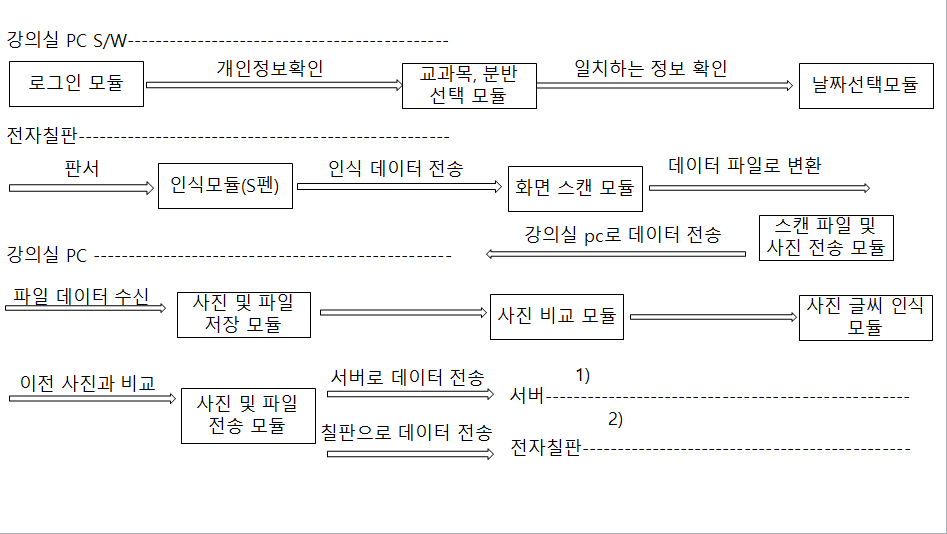 강의실 PC S/W----------------------------------------------
로그인 모듈
개인정보확인
교과목, 분반
선택 모듈
일치하는 정보 확인
날짜선택모듈
전자칠판-----------------------------------------------------
판서
인식모듈(S펜)
인식 데이터 전송
화면 스캔 모듈
데이터 파일로 변환
스캔 파일 및
사진 전송 모듈
강의실 pc로 데이터 전송
강의실 PC ---------------------------------------------------
파일 데이터 수신
사진 및 파일
저장 모듈
사진 비교 모듈
사진 글씨 인식
모듈
이전 사진과 비교
사진 및 파일
전송 모듈
서버로 데이터 전송
1)
서버----------------------------------------------------
칠판으로 데이터 전송
2)
전자칠판-----------------------------------------------